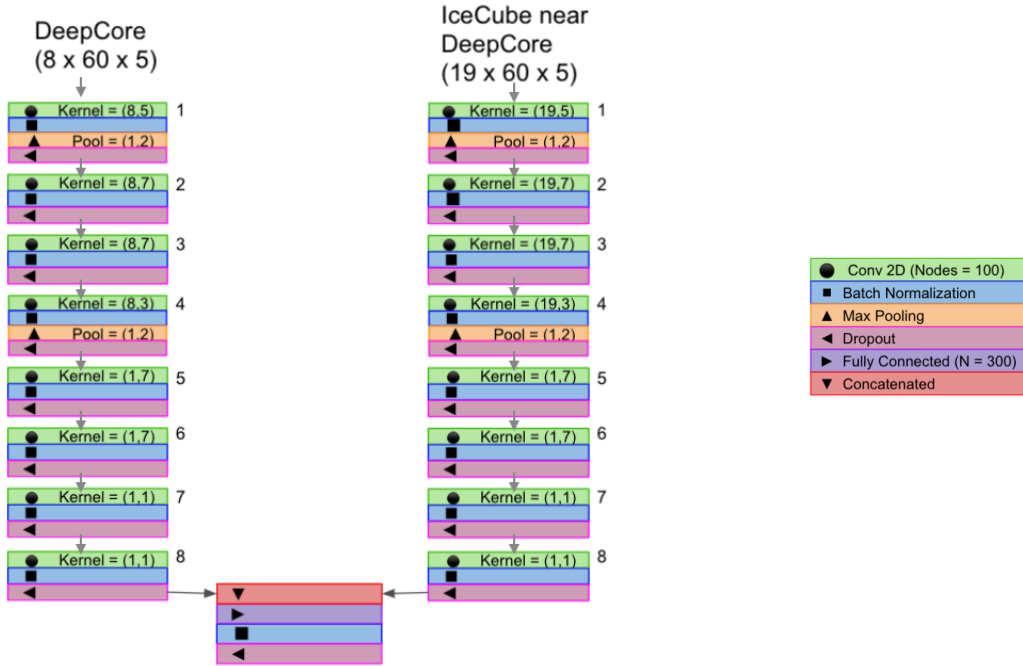 DeepCore
(8 x 60 x 5)
Kernel = (8,5)
1
Pool = (1,2)
Kernel = (8,7)
2
Kernel = (8,7)
3
Kernel = (8,3)
4
Pool = (1,2)
Kernel = (1,7)
5
Kernel = (1,7)
6
Kernel = (1,1)
7
Kernel = (1,1)
8
IceCube near
DeepCore
(19 x 60 x 5)
Kernel = (19,5)
1
Pool = (1,2)
Kernel = (19,7)
2
Kernel = (19,7)
3
Kernel = (19,3)
4
Pool = (1,2)
Kernel = (1,7)
5
Kernel = (1,7)
6
Kernel = (1,1)
7
Kernel = (1,1)
8
Conv 2D (Nodes = 100)
Batch Normalization
Max Pooling
Dropout
Fully Connected (N = 300)
Concatenated